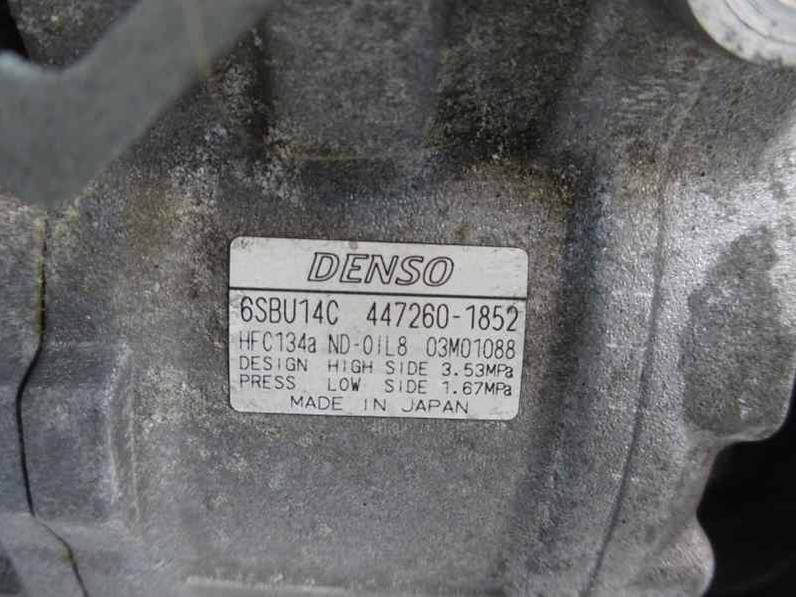 DENSO
6SBU14C 447260-1852
HFC134a ND-OIL8 03M01088
DESIGN HIGH SIDE 3.53MPa
PRESS LOW SIDE 1.67MPa
MADE IN JAPAN